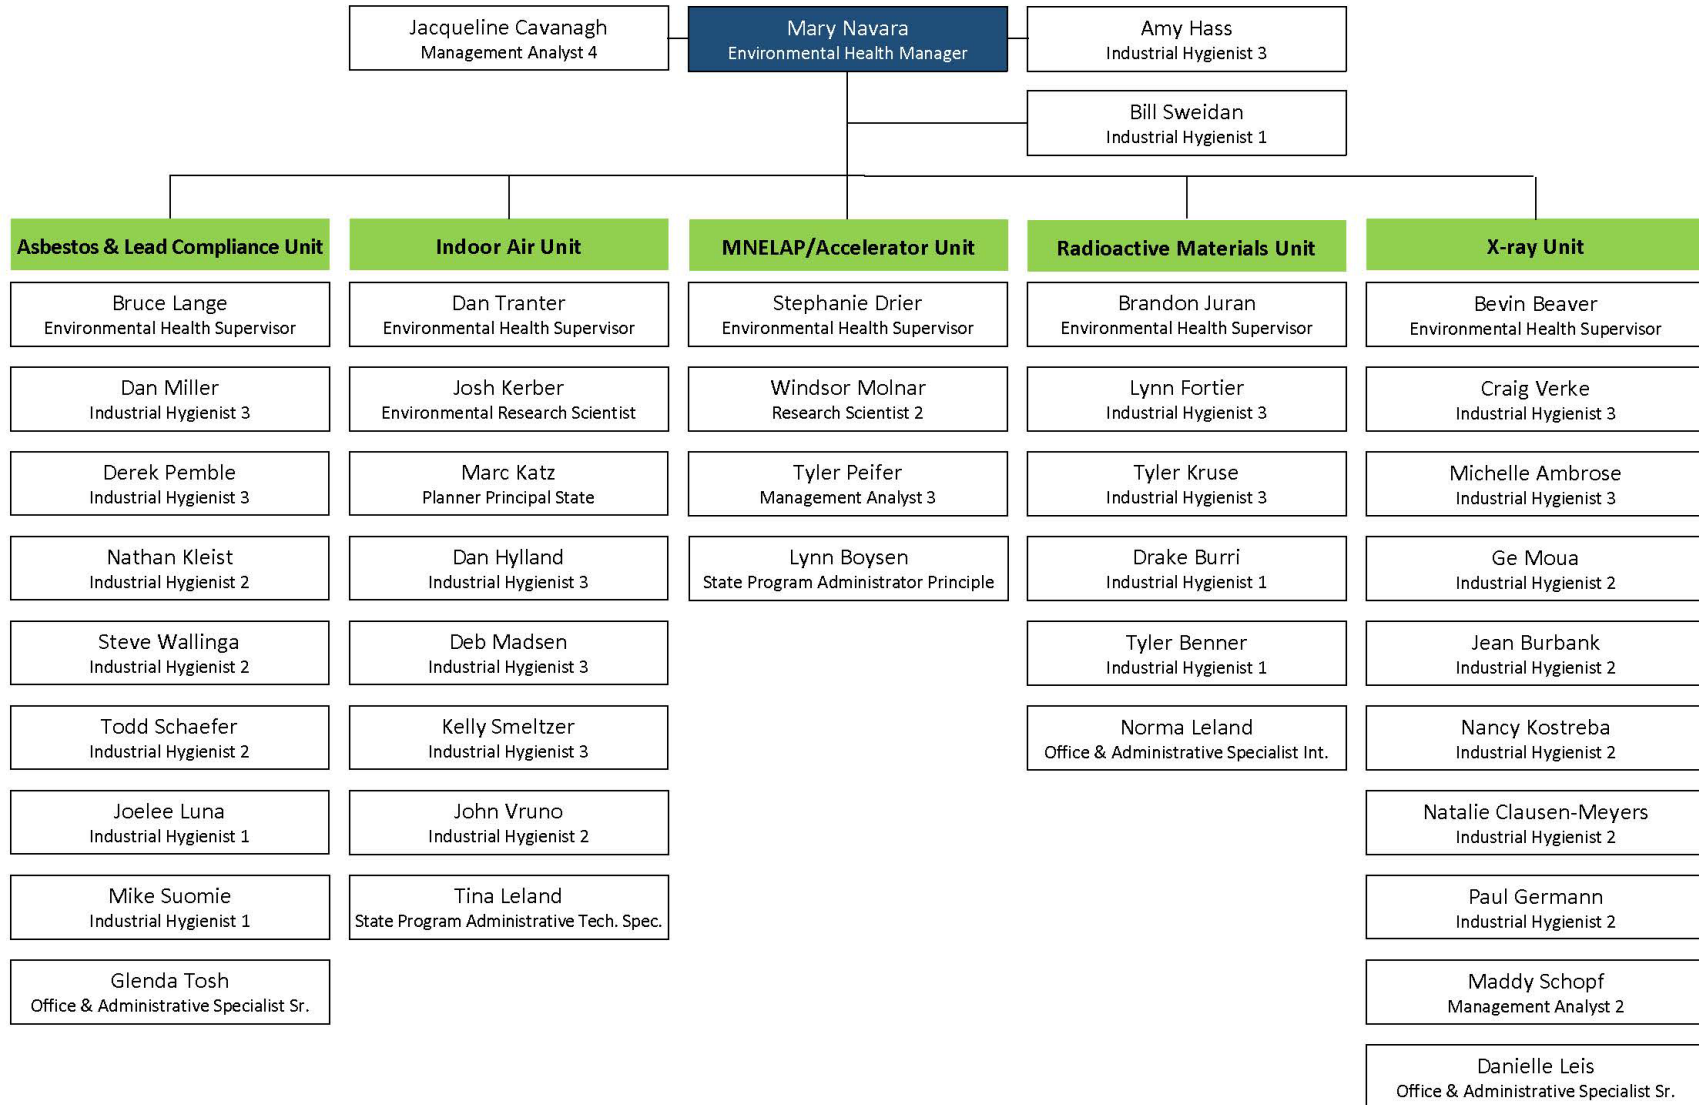 Jacqueline Cavanagh
Management Analyst 4
Mary Navara
Environmental Health Manager
Amy Hass
Industrial Hygienist 3
Bill Sweidan
Industrial Hygienist 1
Asbestos & Lead Compliance Unit
Bruce Lange
Environmental Health Supervisor
Dan Miller
Industrial Hygienist 3
Derek Pemble
Industrial Hygienist 3
Nathan Kleist
Industrial Hygienist 2
Steve Wallinga
Industrial Hygienist 2
Todd Schaefer
Industrial Hygienist 2
Joelee Luna
Industrial Hygienist 1
Mike Suomie
Industrial Hygienist 1
Glenda Tosh
Office & Administrative Specialist Sr.
Indoor Air Unit
Dan Tranter
Environmental Health Supervisor
Josh Kerber
Environmental Research Scientist
Marc Katz
Planner Principal State
Dan Hylland
Industrial Hygienist 3
Deb Madsen
Industrial Hygienist 3
Kelly Smeltzer
Industrial Hygienist 3
John Vruno
Industrial Hygienist 2
Tina Leland
State Program Administrative Tech. Spec.
MNELAP/Accelerator Unit
Stephanie Drier
Environmental Health Supervisor
Windsor Molnar
Research Scientist 2
Tyler Peifer
Management Analyst 3
Lynn Boysen
State Program Administrator Principle
Radioactive Materials Unit
Brandon Juran
Environmental Health Supervisor
Lynn Fortier
Industrial Hygienist 3
Tyler Kruse
Industrial Hygienist 3
Drake Burri
Industrial Hygienist 1
Tyler Benner
Industrial Hygienist 1
Norma Leland
Office & Administrative Specialist Int.
X-ray Unit
Bevin Beaver
Environmental Health Supervisor
Craig Verke
Industrial Hygienist 3
Michelle Ambrose
Industrial Hygienist 3
Ge Moua
Industrial Hygienist 2
Jean Burbank
Industrial Hygienist 2
Nancy Kostreba
Industrial Hygienist 2
Natalie Clausen-Meyers
Industrial Hygienist 2
Paul Germann
Industrial Hygienist 2
Maddy Schopf
Management Analyst 2
Danielle Leis
Office & Administrative Specialist Sr.